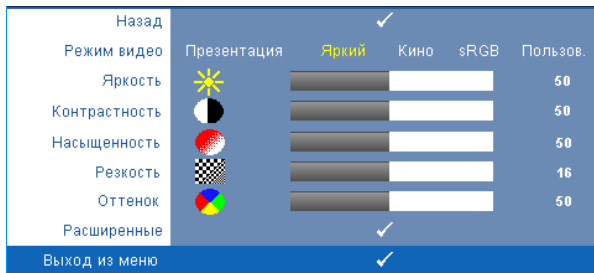 Назад
Режим видео Презентация Яркий Кино sRGB Пользов.
Яркость 50
Контрастность 50
Насыщенность 50
Резкость 16
Оттенок 50
Расширенные
Выход из меню